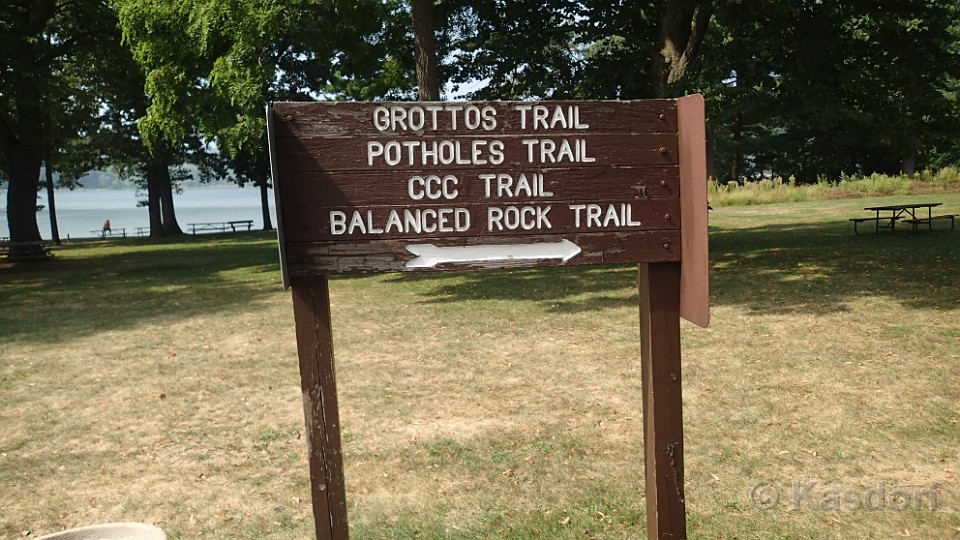 GROTTOS TRAIL
POTHOLES TRAIL
CCC TRAIL
BALANCED ROCK TRAIL
© Kasdorf